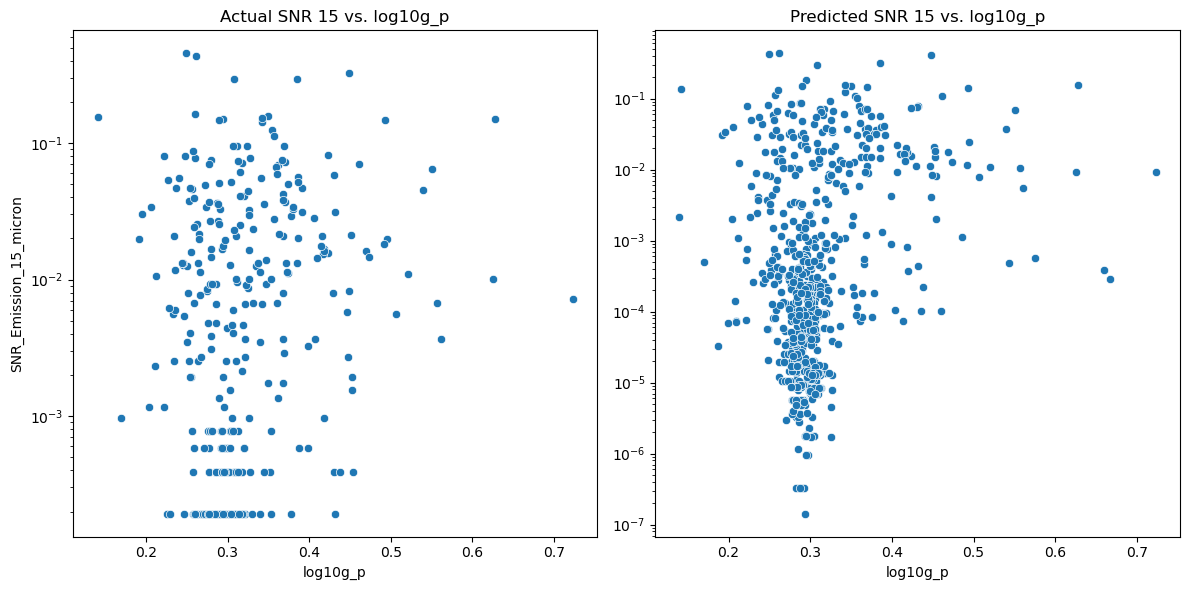 Actual SNR 15 vs. log10g_p
SNR_Emission_15_micron
10⁻¹
10⁻²
10⁻³
0.2 0.3 0.4 0.5 0.6 0.7
log10g_p
Predicted SNR 15 vs. log10g_p
10⁻¹
10⁻²
10⁻³
10⁻⁴
10⁻⁵
10⁻⁶
10⁻⁷
0.2 0.3 0.4 0.5 0.6 0.7
log10g_p